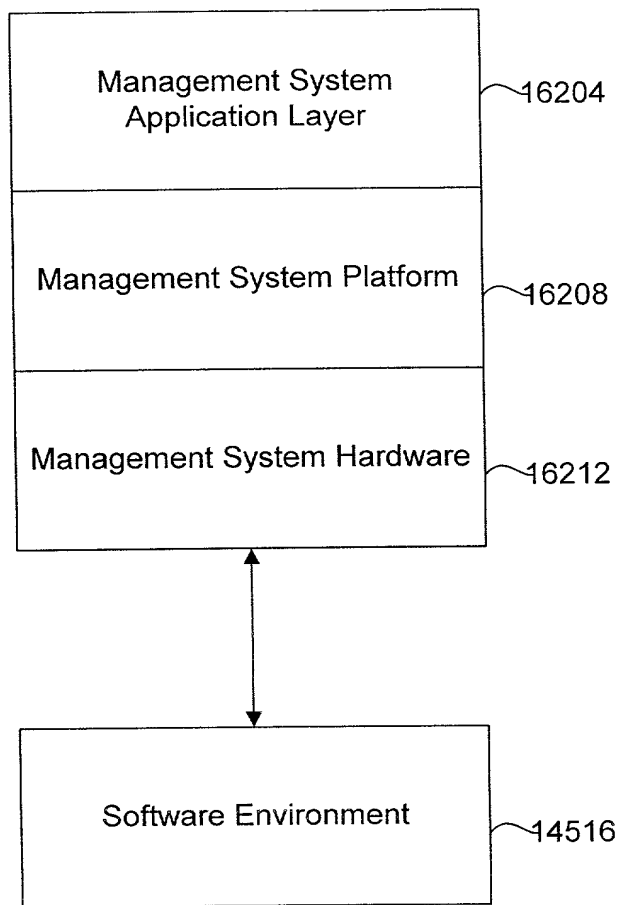 Management System
Application Layer
16204
Management System Platform
16208
Management System Hardware
16212
Software Environment
14516